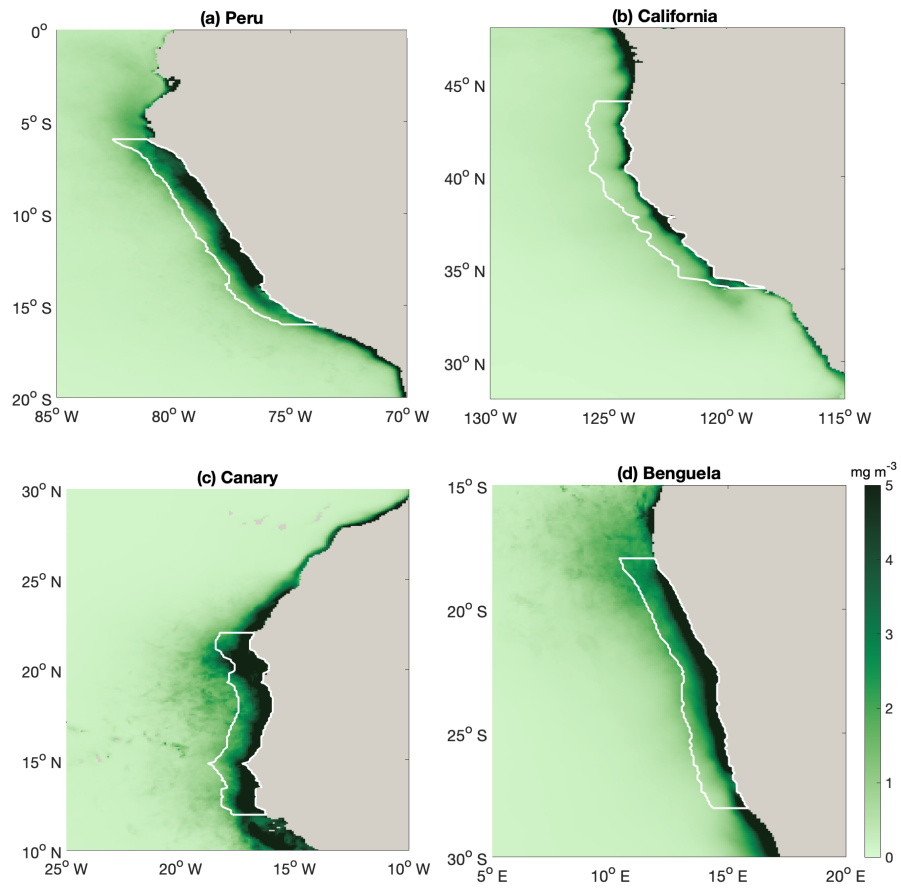 (a) Peru
0° 
5° S
10° S
15° S
20° S
85° W 80° W 75° W 70° W
(b) California
45° N
40° N
35° N
30° N
130° W 125° W 120° W 115° W
(c) Canary
30° N
25° N
20° N
15° N
10° N
25° W 20° W 15° W 10° W
(d) Benguela
15° S
20° S
25° S
30° S
5° E 10° E 15° E 20° E
mg m⁻³
5
4
3
2
1
0